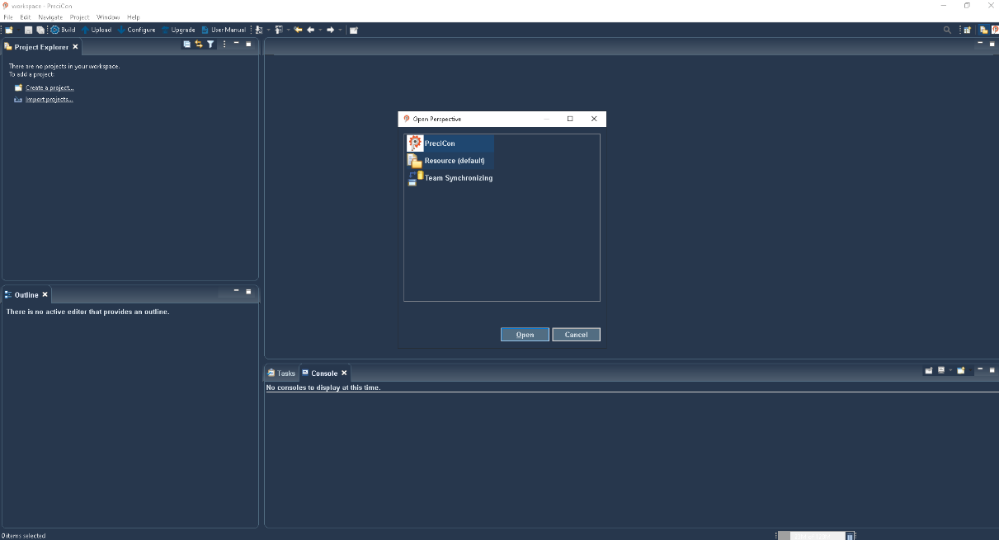 workspace - PreciCon
File Edit Navigate Project Window Help
Build Upload Configure Upgrade User Manual
Project Explorer
There are no projects in your workspace.
To add a project:
Create a project...
Import projects...
Open Perspective
PreciCon
Resource (default)
Team Synchronizing
Open Cancel
Outline
There is no active editor that provides an outline.
Tasks Console
No consoles to display at this time.
0 items selected